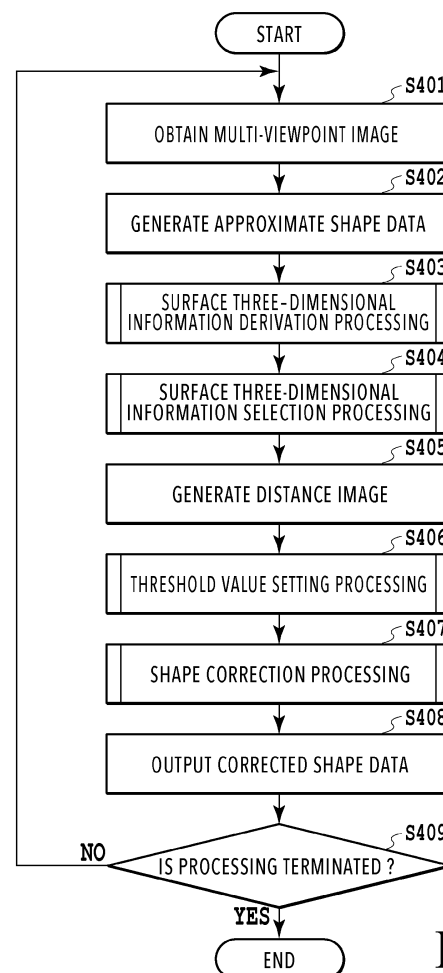 START
S401
OBTAIN MULTI-VIEWPOINT IMAGE
S402
GENERATE APPROXIMATE SHAPE DATA
S403
SURFACE THREE-DIMENSIONAL
INFORMATION DERIVATION PROCESSING
S404
SURFACE THREE-DIMENSIONAL
INFORMATION SELECTION PROCESSING
S405
GENERATE DISTANCE IMAGE
S406
THRESHOLD VALUE SETTING PROCESSING
S407
SHAPE CORRECTION PROCESSING
S408
OUTPUT CORRECTED SHAPE DATA
S409
IS PROCESSING TERMINATED ?
NO
YES
END